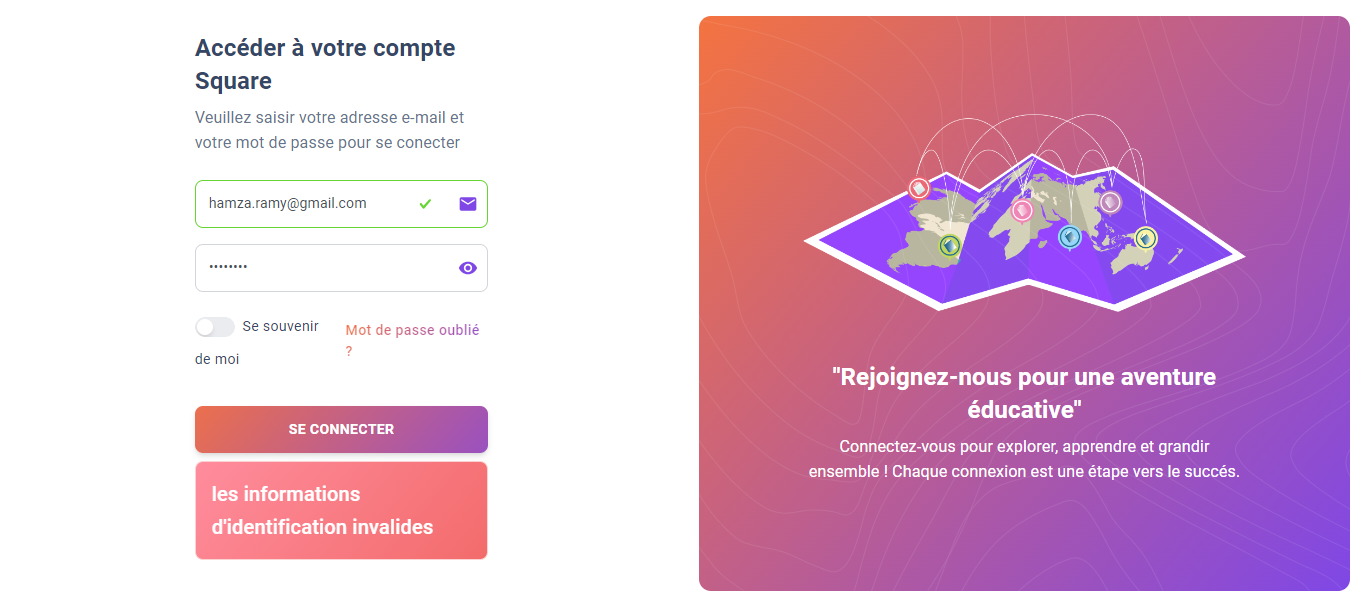 Accéder à votre compte
Square
Veuillez saisir votre adresse e-mail et
votre mot de passe pour se conecter
hamza.ramy@gmail.com
••••••••
Se souvenir
de moi
Mot de passe oublié
?
SE CONNECTER
les informations
d'identification invalides
"Rejoignez-nous pour une aventure
éducative"
Connectez-vous pour explorer, apprendre et grandir
ensemble ! Chaque connexion est une étape vers le succés.